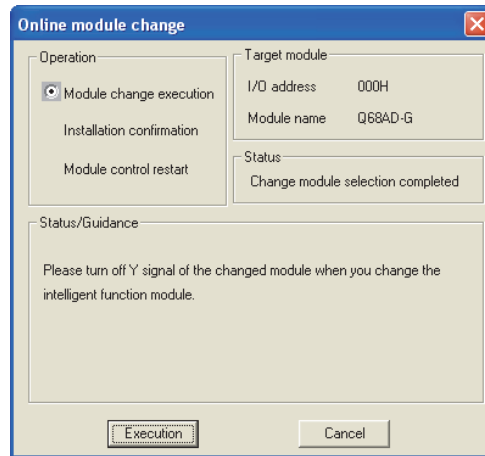 Online module change
Operation
Module change execution
Installation confirmation
Module control restart
Target module
I/O address 000H
Module name Q68AD-G
Status
Change module selection completed
Status/Guidance
Please turn off Y signal of the changed module when you change the
intelligent function module.
Execution
Cancel